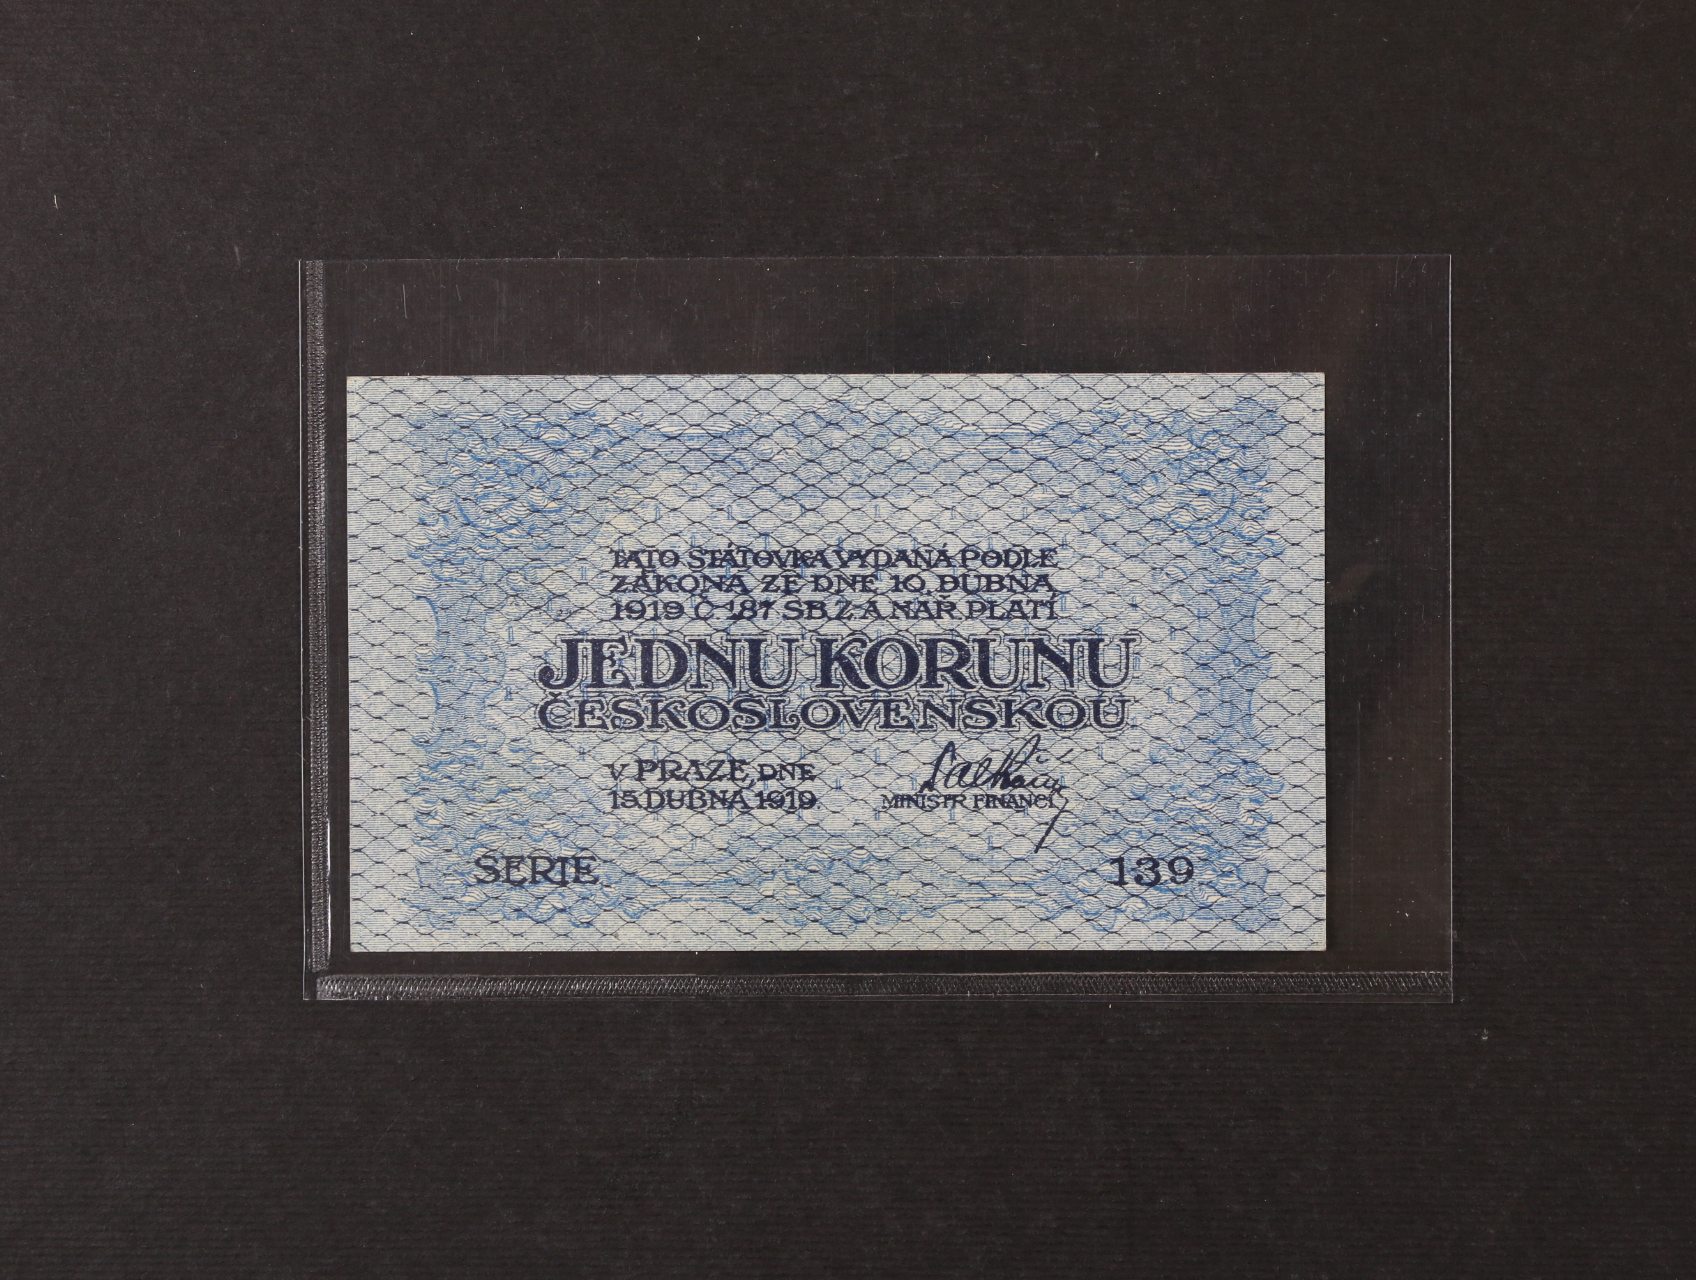 TATO STÁTOVKA VYDANÁ PODLE
ZÁKONA ZE DNE 10. DUBNA
1919 Č. 187 SB. Z. A NAŘ. PLATÍ
JEDNU KORUNU
ČESKOSLOVENSKOU
V PRAZE, DNE
15. DUBNA 1919
MINISTR FINANCÍ
SERIE 139